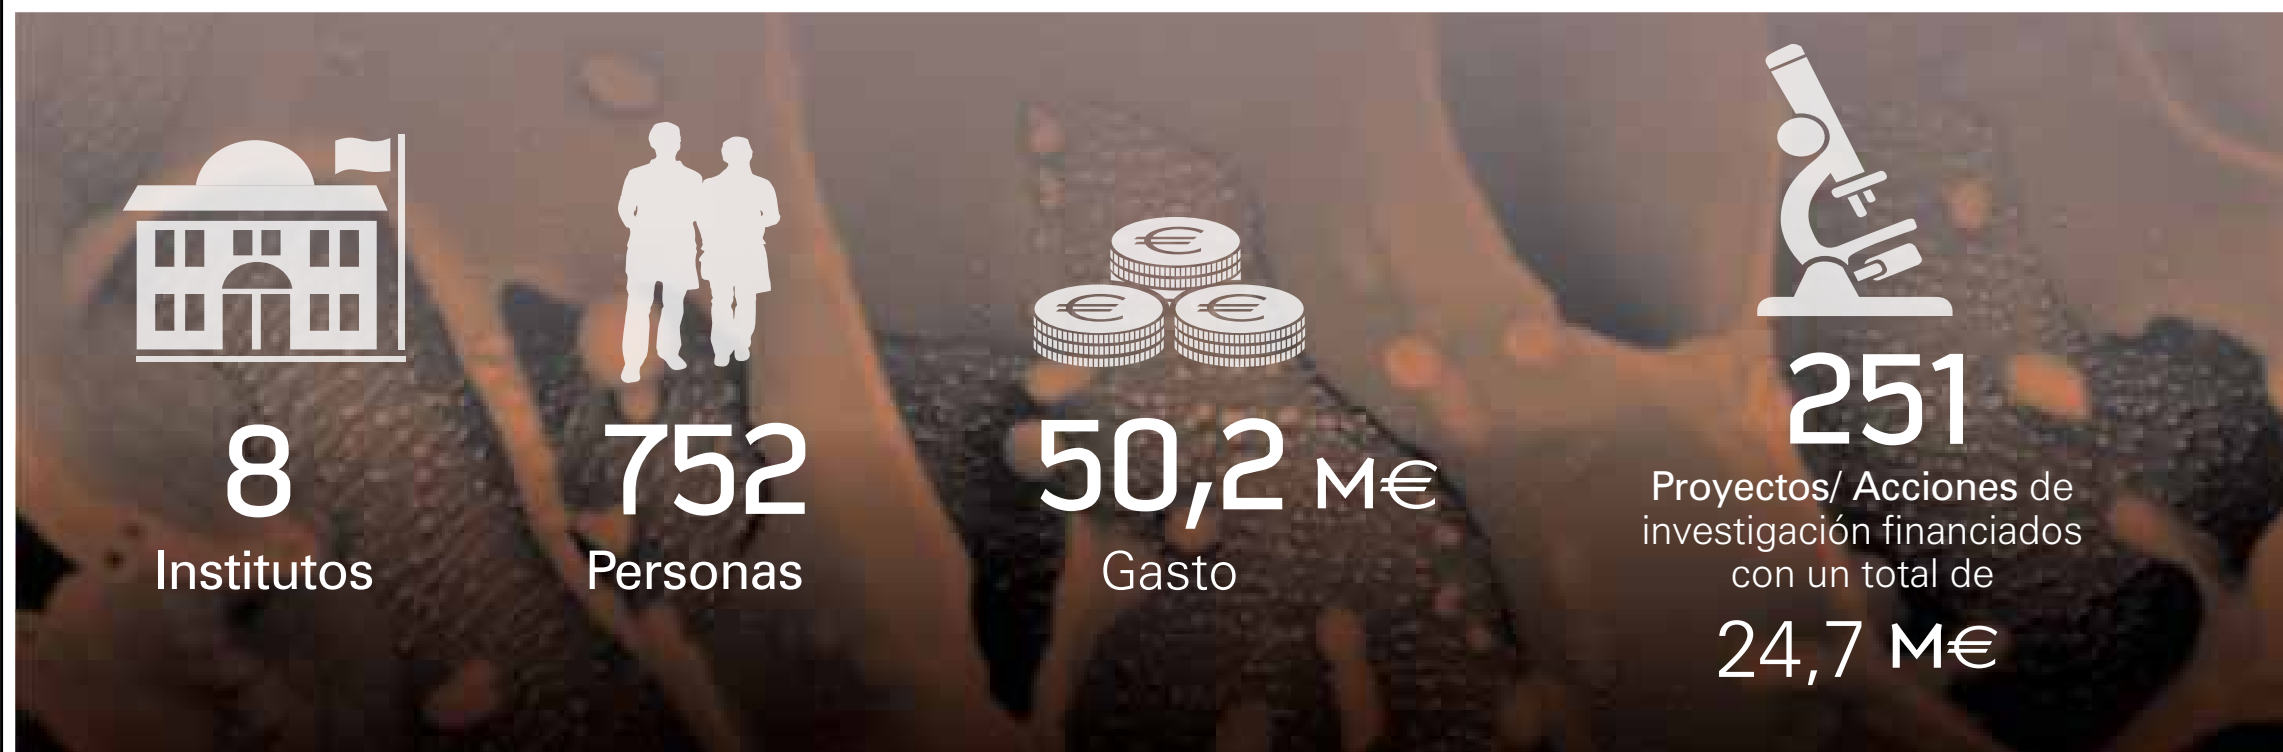 8
Institutos
752
Personas
50,2 M€
Gasto
251
Proyectos/ Acciones de
investigación financiados
con un total de
24,7 M€